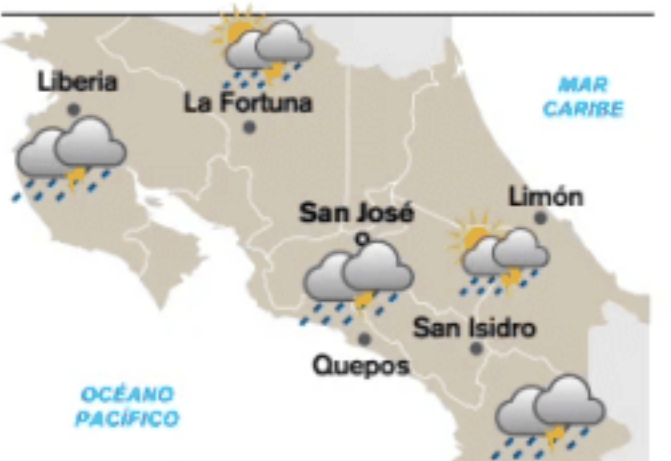 Liberia
La Fortuna
MAR
CARIBE
Limón
San José
San Isidro
Quepos
OCÉANO
PACÍFICO